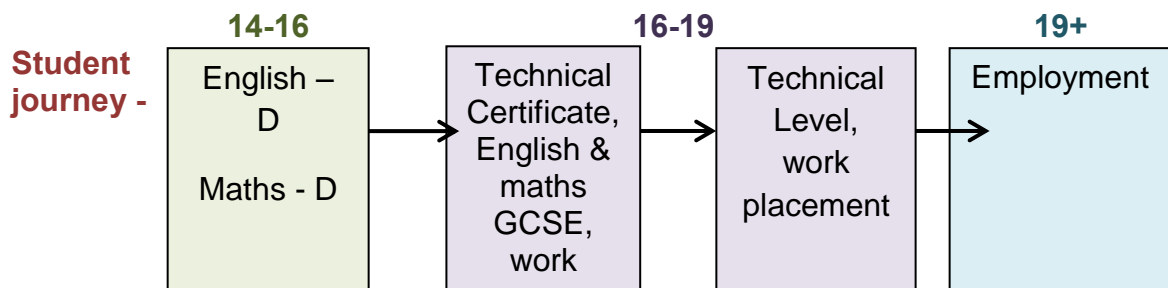 14-16
16-19
19+
Student
journey -
English –
D
Maths - D
Technical
Certificate,
English &
maths
GCSE,
work
Technical
Level,
work
placement
Employment